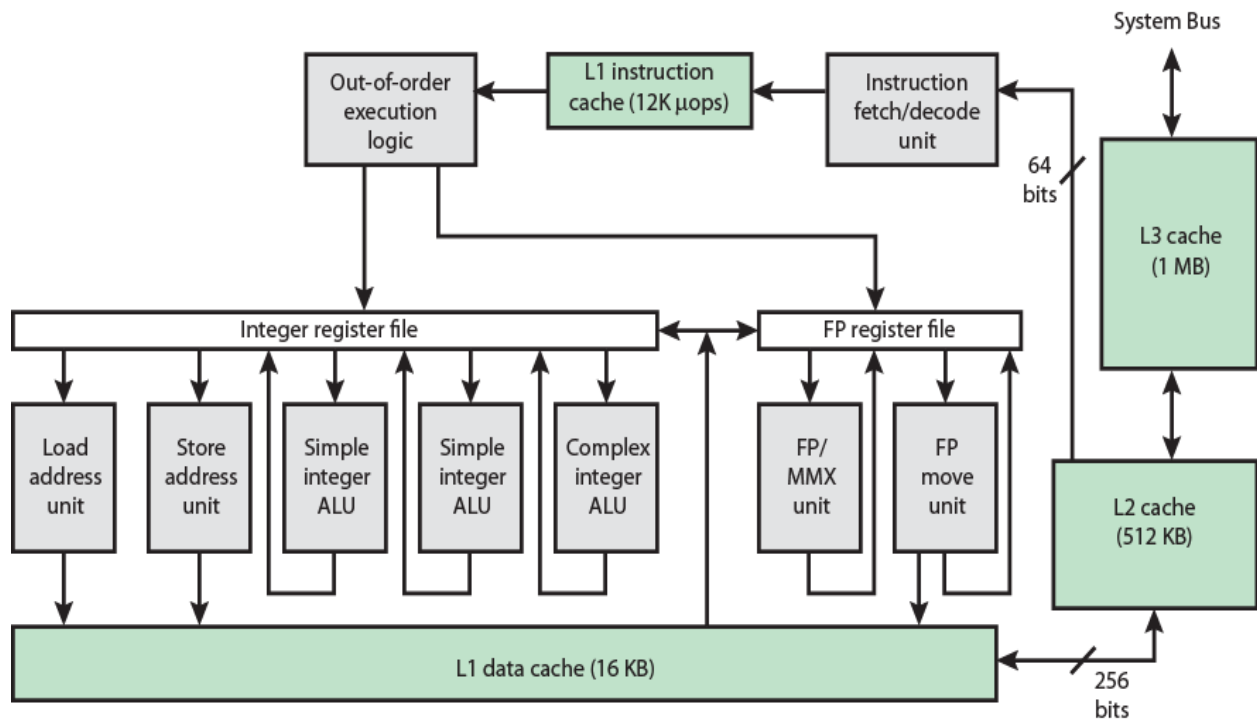 System Bus
Out-of-order
execution
logic
L1 instruction
cache (12K μops)
Instruction
fetch/decode
unit
64
bits
L3 cache
(1 MB)
Integer register file
FP register file
Load
address
unit
Store
address
unit
Simple
integer
ALU
Simple
integer
ALU
Complex
integer
ALU
FP/
MMX
unit
FP
move
unit
L2 cache
(512 KB)
L1 data cache (16 KB)
256
bits